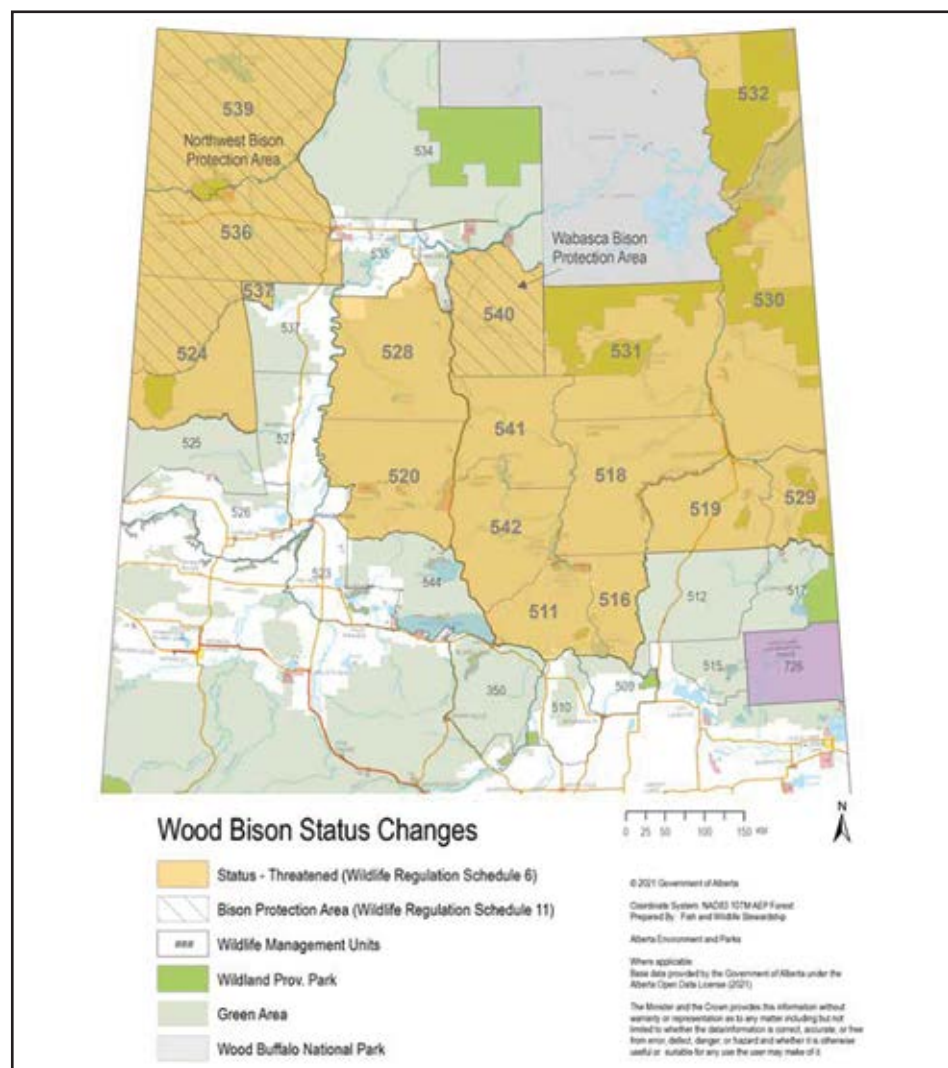 539
Northwest Bison
Protection Area
534
532
536
535
Wabasca Bison
Protection Area
537
537
540
530
524
528
531
541
525
527
520
518
526
542
519
529
523
544
511
516
512
517
350
510
509
515
726
Wood Bison Status Changes
0 25 50 100 150 KM
N
Status - Threatened (Wildlife Regulation Schedule 6)
Bison Protection Area (Wildlife Regulation Schedule 11)
### Wildlife Management Units
Wildland Prov. Park
Green Area
Wood Buffalo National Park
© 2021 Government of Alberta
Coordinate System: NAD83 10TM AEP Forest
Prepared By: Fish and Wildlife Stewardship
Alberta Environment and Parks
Where applicable:
Base data provided by the Government of Alberta under the
Alberta Open Data License (2021)
The Minister and the Crown provides this information without
warranty or representation as to any matter including but not
limited to whether the data/information is correct, accurate, or free
from error, defect, danger, or hazard and whether it is otherwise
useful or suitable for any use the user may make of it.